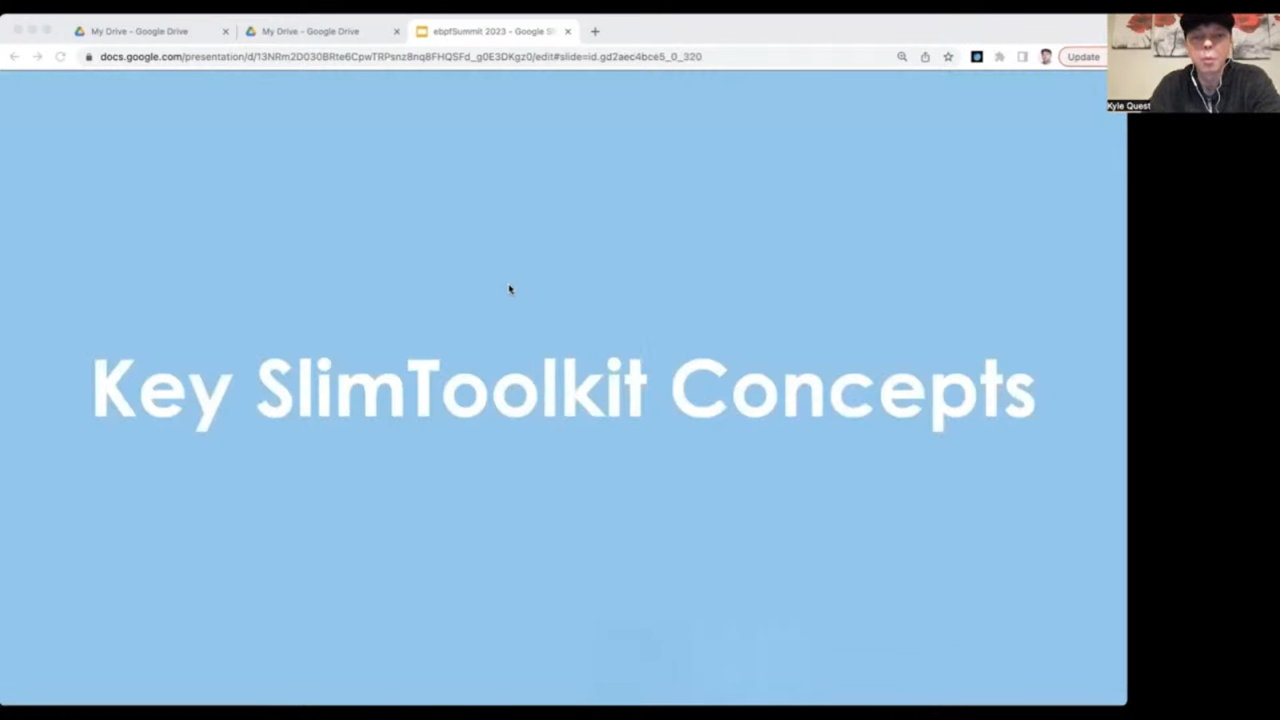 My Drive - Google Drive
My Drive - Google Drive
ebpfSummit 2023 - Google Sl
docs.google.com/presentation/d/13NRm2D030BRte6CpwTRPsnz8nq8FHQSFd_g0E3DKgz0/edit#slide=id.gd2aec4bce5_0_320
Update
Kyle Quest
Key SlimToolkit Concepts